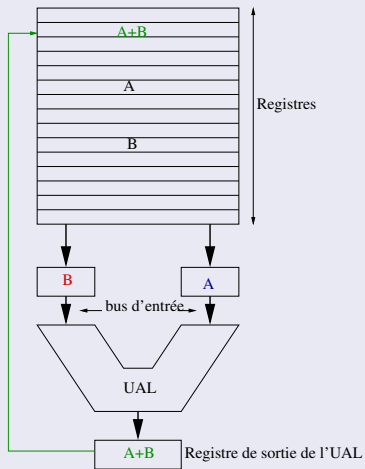 A+B
A
Registres
B
B
A
bus d'entrée
UAL
A+B
Registre de sortie de l'UAL